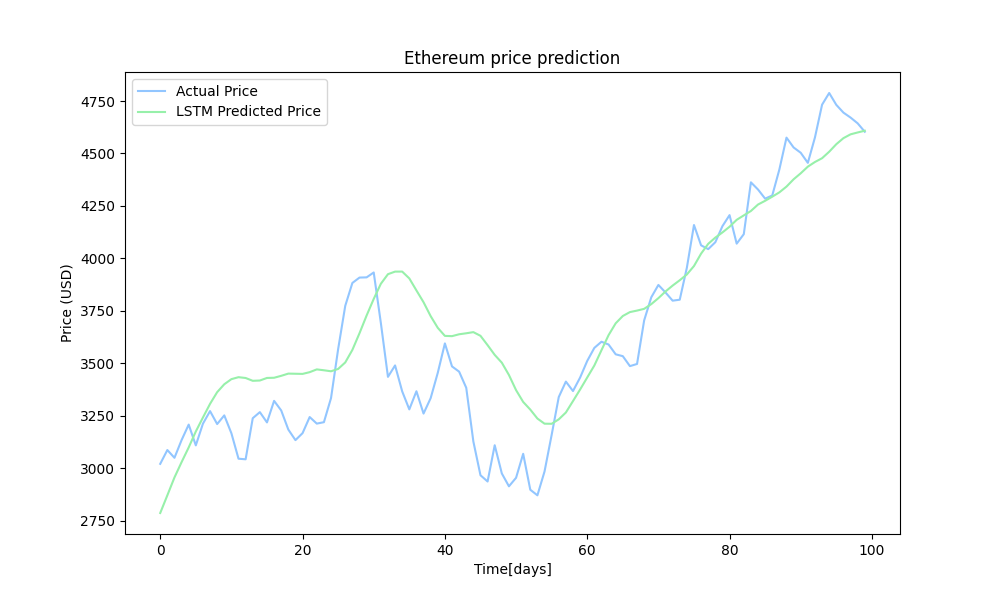 Ethereum price prediction
Actual Price
LSTM Predicted Price
Price (USD)
4750
4500
4250
4000
3750
3500
3250
3000
2750
0 20 40 60 80 100
Time[days]